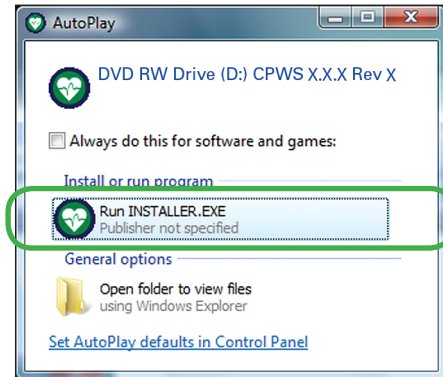 AutoPlay
DVD RW Drive (D:) CPWS X.X.X Rev X
Always do this for software and games:
Install or run program
Run INSTALLER.EXE
Publisher not specified
General options
Open folder to view files
using Windows Explorer
Set AutoPlay defaults in Control Panel